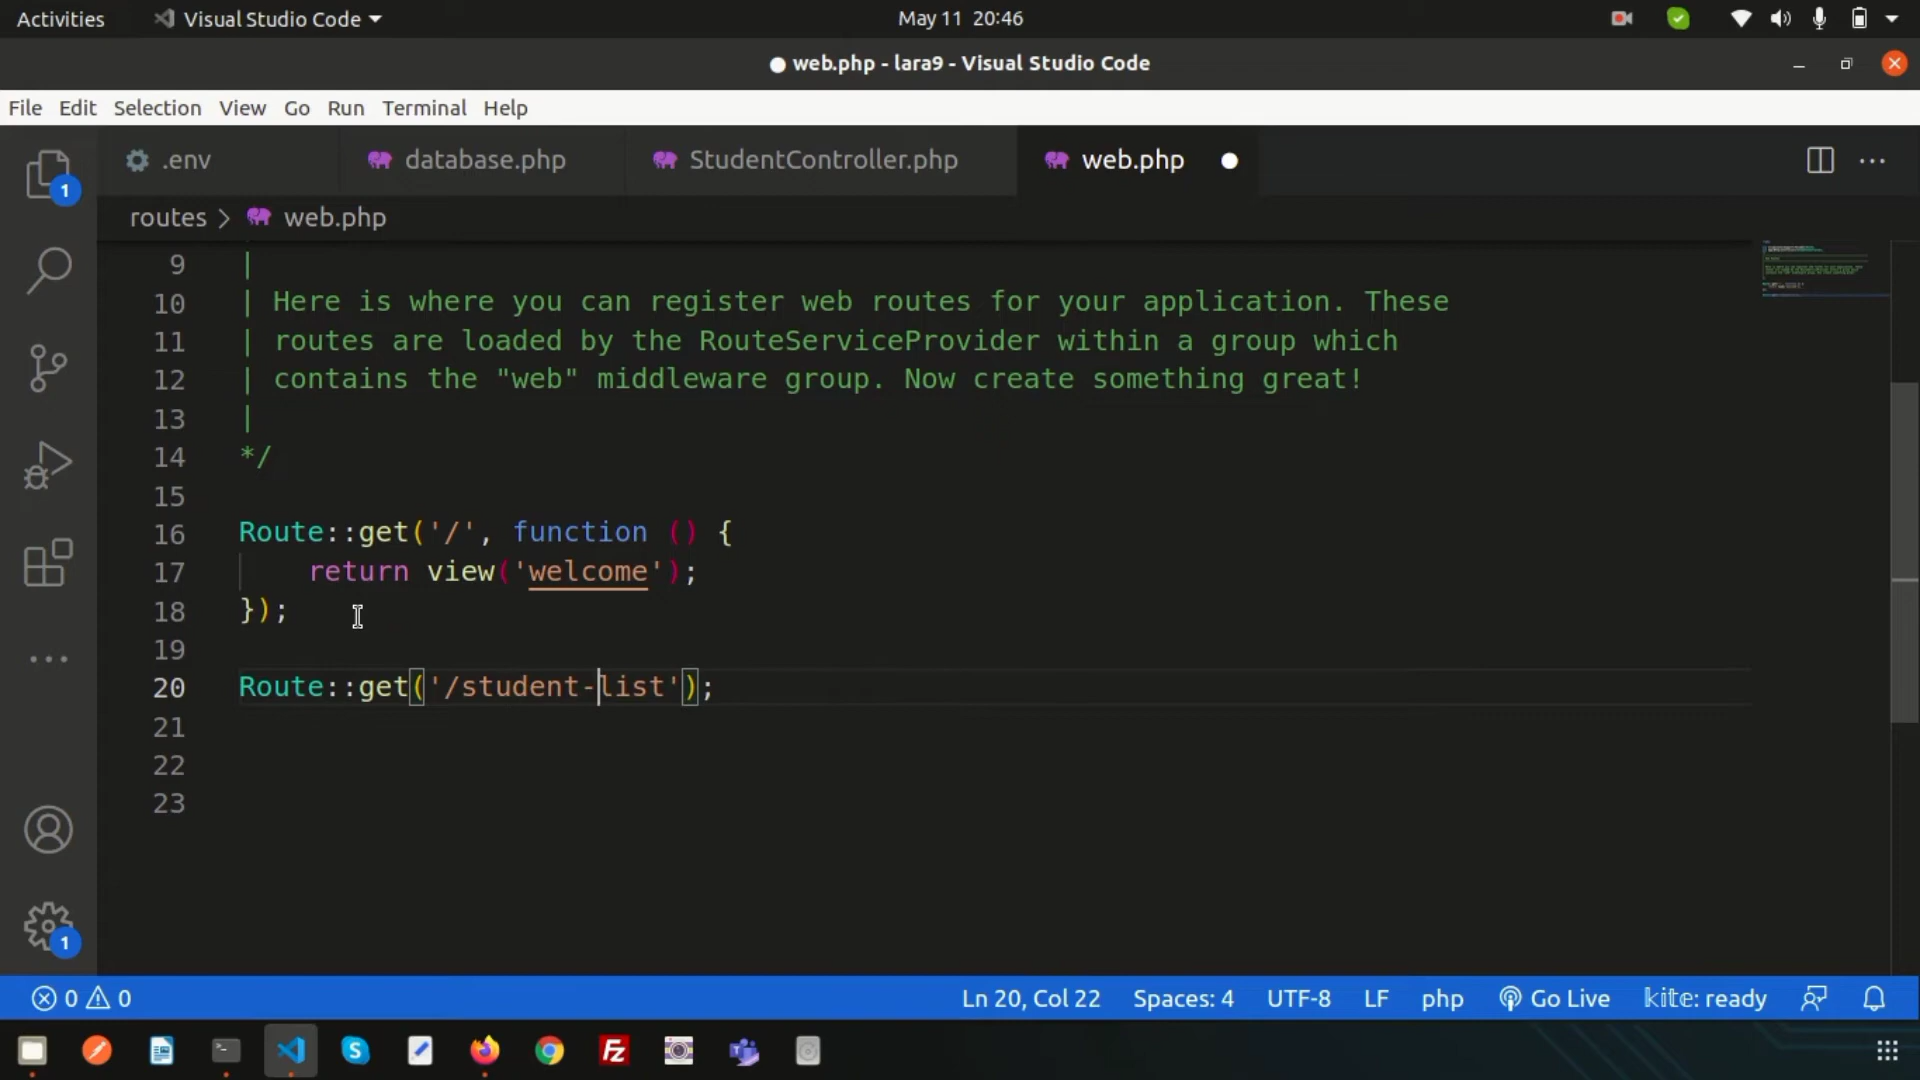 Activities Visual Studio Code May 11 20:46
web.php - lara9 - Visual Studio Code
File Edit Selection View Go Run Terminal Help
.env database.php StudentController.php web.php
1
routes > web.php
9 |
10 | Here is where you can register web routes for your application. These
11 | routes are loaded by the RouteServiceProvider within a group which
12 | contains the "web" middleware group. Now create something great!
13 |
14 */
15
16 Route::get('/', function () {
17 return view('welcome');
18 });
19
20 Route::get('/student-list');
21
22
23
1
0 0 Ln 20, Col 22 Spaces: 4 UTF-8 LF php Go Live kite: ready